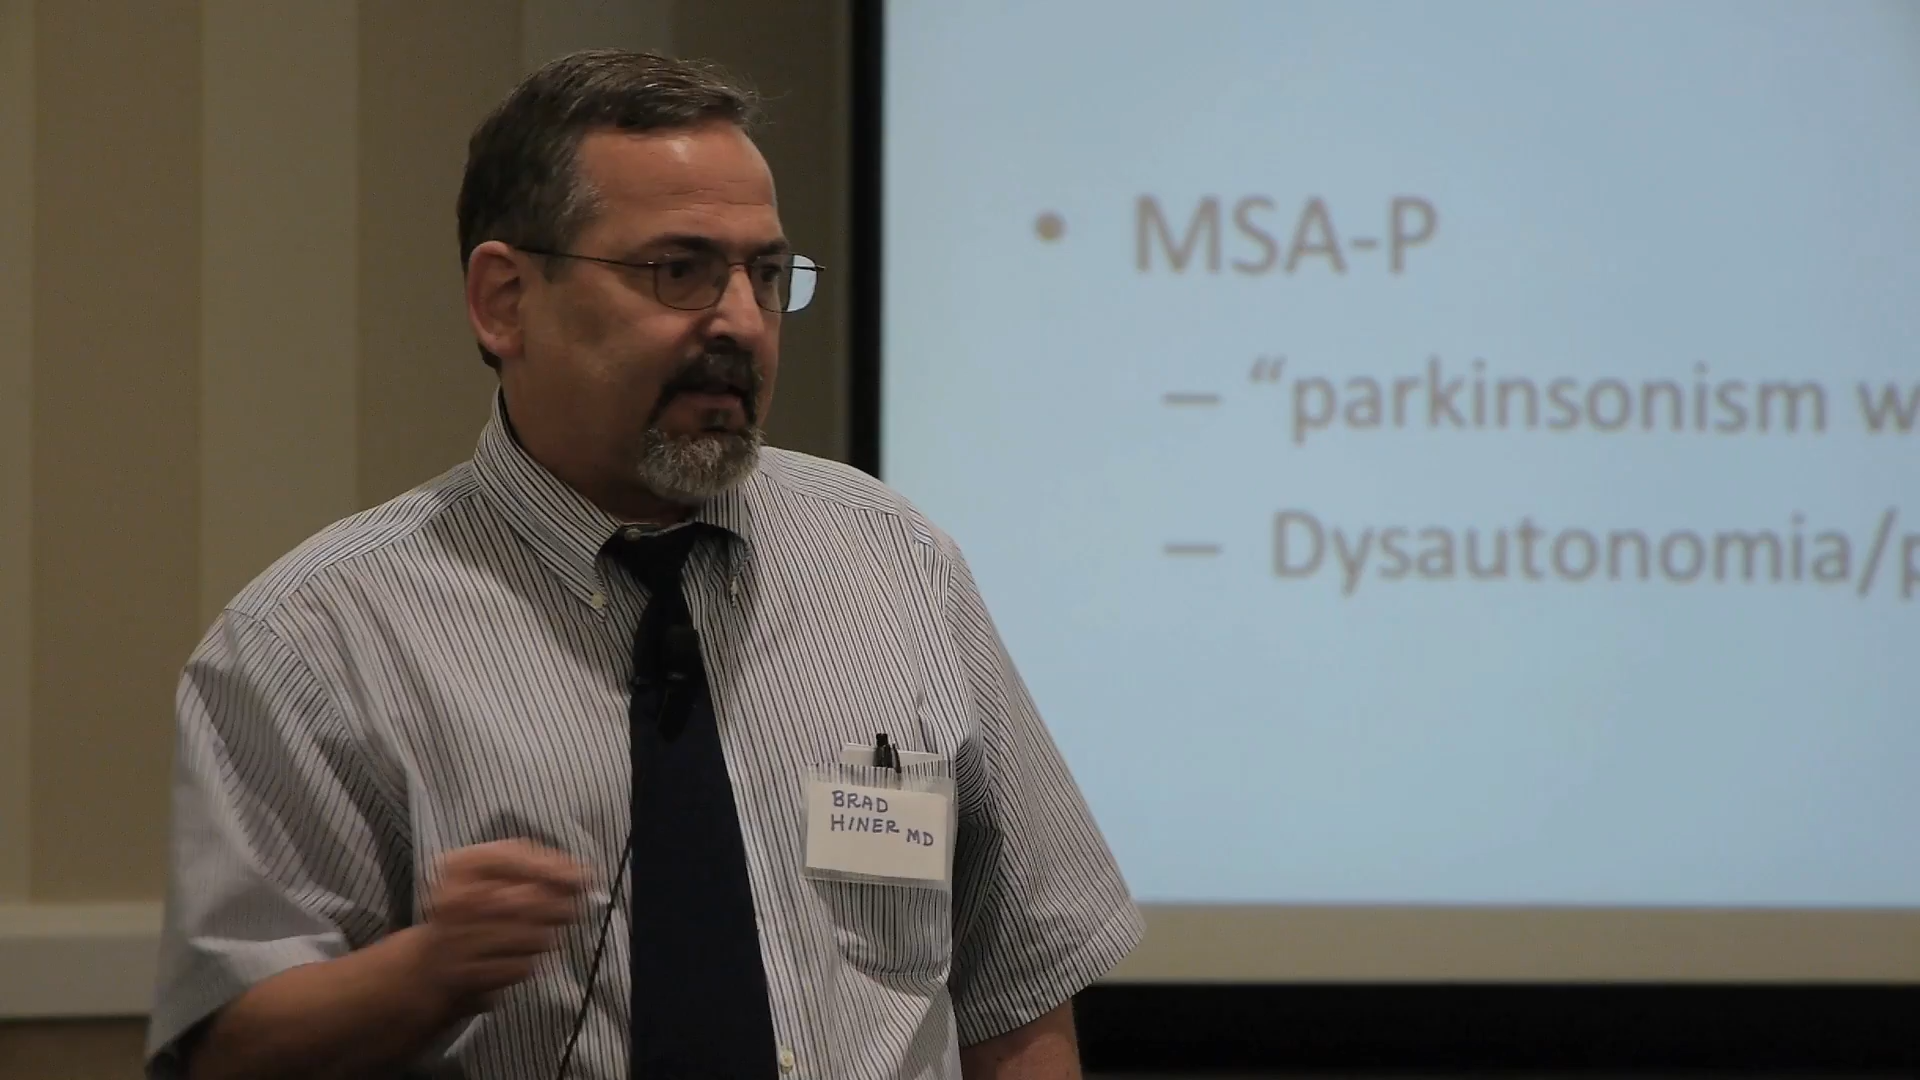 • MSA-P
– “parkinsonism
– Dysautonomia/
BRAD
HINER MD